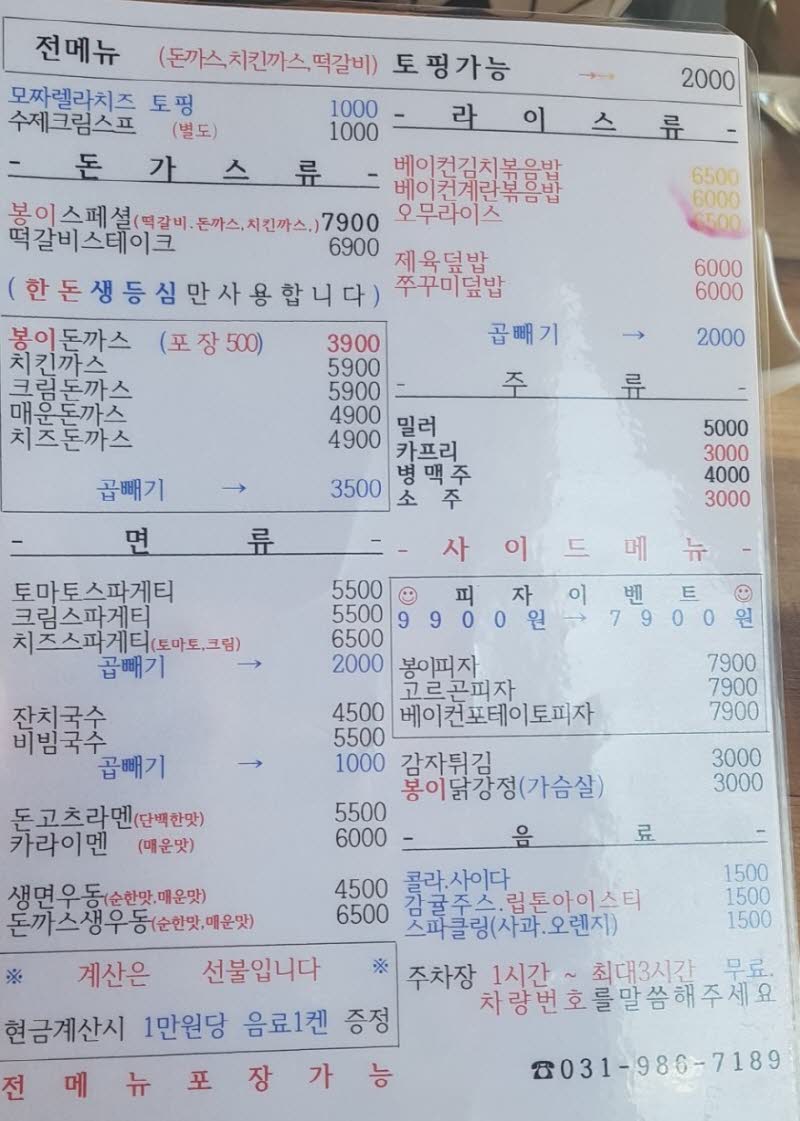 전메뉴 (돈까스,치킨까스,떡갈비) 토핑가능 →← 2000
모짜렐라치즈 토핑 1000
수제크림스프 (별도) 1000
- 돈 가 스 류 -
봉이스페셜(떡갈비.돈까스,치킨까스.) 7900
떡갈비스테이크 6900
(한돈생등심만사용합니다)
봉이돈까스 (포장500) 3900
치킨까스 5900
크림돈까스 5900
매운돈까스 4900
치즈돈까스 4900
곱빼기 → 3500
- 면 류 -
토마토스파게티 5500
크림스파게티 5500
치즈스파게티(토마토,크림) 6500
곱빼기 → 2000
잔치국수 4500
비빔국수 5500
곱빼기 → 1000
돈고츠라멘(단백한맛) 5500
카라이멘 (매운맛) 6000
생면우동(순한맛,매운맛) 4500
돈까스생우동(순한맛,매운맛) 6500
※ 계산은 선불입니다 ※
현금계산시 1만원당 음료1켄 증정
전 메 뉴 포 장 가 능
- 라 이 스 류 -
베이컨김치볶음밥 6500
베이컨계란볶음밥 6000
오무라이스 6500
제육덮밥 6000
쭈꾸미덮밥 6000
곱빼기 → 2000
- 주 류 -
밀러 5000
카프리 3000
병맥주 4000
소 주 3000
- 사 이 드 메 뉴 -
☺ 피 자 이 벤 트 ☺
9 9 0 0 원 → 7 9 0 0 원
봉이피자 7900
고르곤피자 7900
베이컨포테이토피자 7900
감자튀김 3000
봉이닭강정(가슴살) 3000
- 음 료 -
콜라.사이다 1500
감귤주스.립톤아이스티 1500
스파클링(사과.오렌지) 1500
주차장 1시간 ~ 최대3시간 무료.
차량번호를말씀해주세요
☎031-986-7189